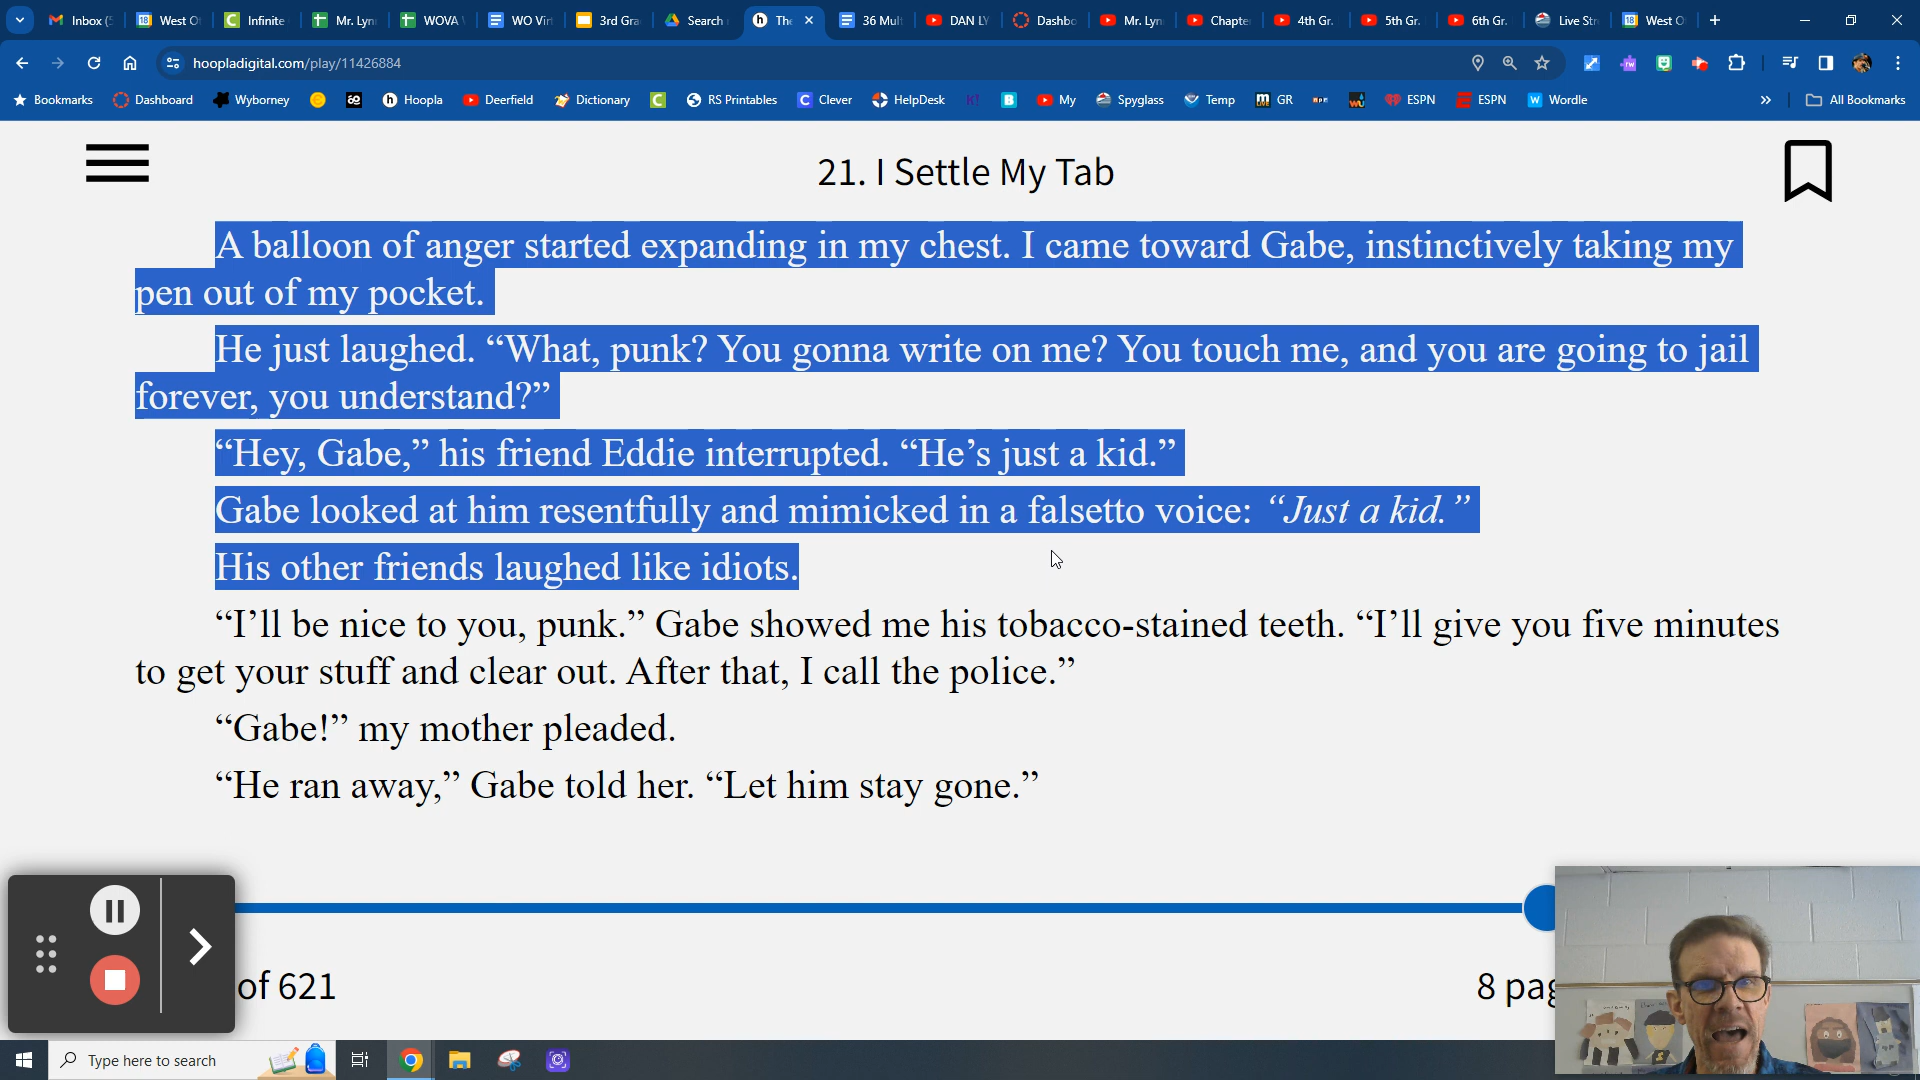 Inbox (5
West O
Infinite
Mr. Lyn
WOVA
WO Vir
3rd Gra
Search
The
36 Mul
DAN LY
Dashbo
Mr. Lyn
Chapte
4th Gr.
5th Gr.
6th Gr.
Live Str
West O
hoopladigital.com/play/11426884
Bookmarks
Dashboard
Wyborney
Hoopla
Deerfield
Dictionary
RS Printables
Clever
HelpDesk
K!
My
Spyglass
Temp
GR
ESPN
ESPN
Wordle
All Bookmarks
21. I Settle My Tab
A balloon of anger started expanding in my chest. I came toward Gabe, instinctively taking my
pen out of my pocket.
He just laughed. “What, punk? You gonna write on me? You touch me, and you are going to jail
forever, you understand?”
“Hey, Gabe,” his friend Eddie interrupted. “He’s just a kid.”
Gabe looked at him resentfully and mimicked in a falsetto voice: “Just a kid.”
His other friends laughed like idiots.
“I’ll be nice to you, punk.” Gabe showed me his tobacco-stained teeth. “I’ll give you five minutes
to get your stuff and clear out. After that, I call the police.”
“Gabe!” my mother pleaded.
“He ran away,” Gabe told her. “Let him stay gone.”
of 621
8 pag
Type here to search